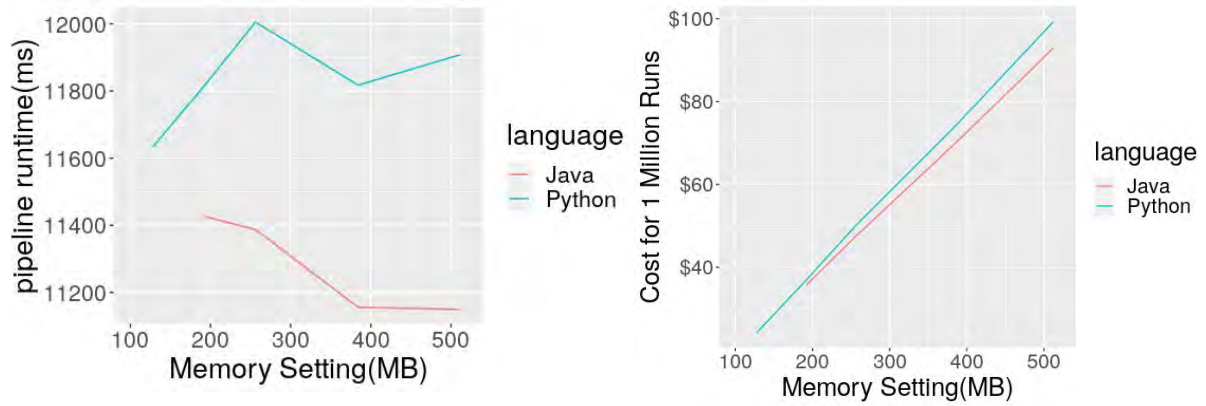 pipeline runtime(ms)
12000
11800
11600
11400
11200
100 200 300 400 500
Memory Setting(MB)
language
Java
Python
Cost for 1 Million Runs
$100
$80
$60
$40
100 200 300 400 500
Memory Setting(MB)
language
Java
Python